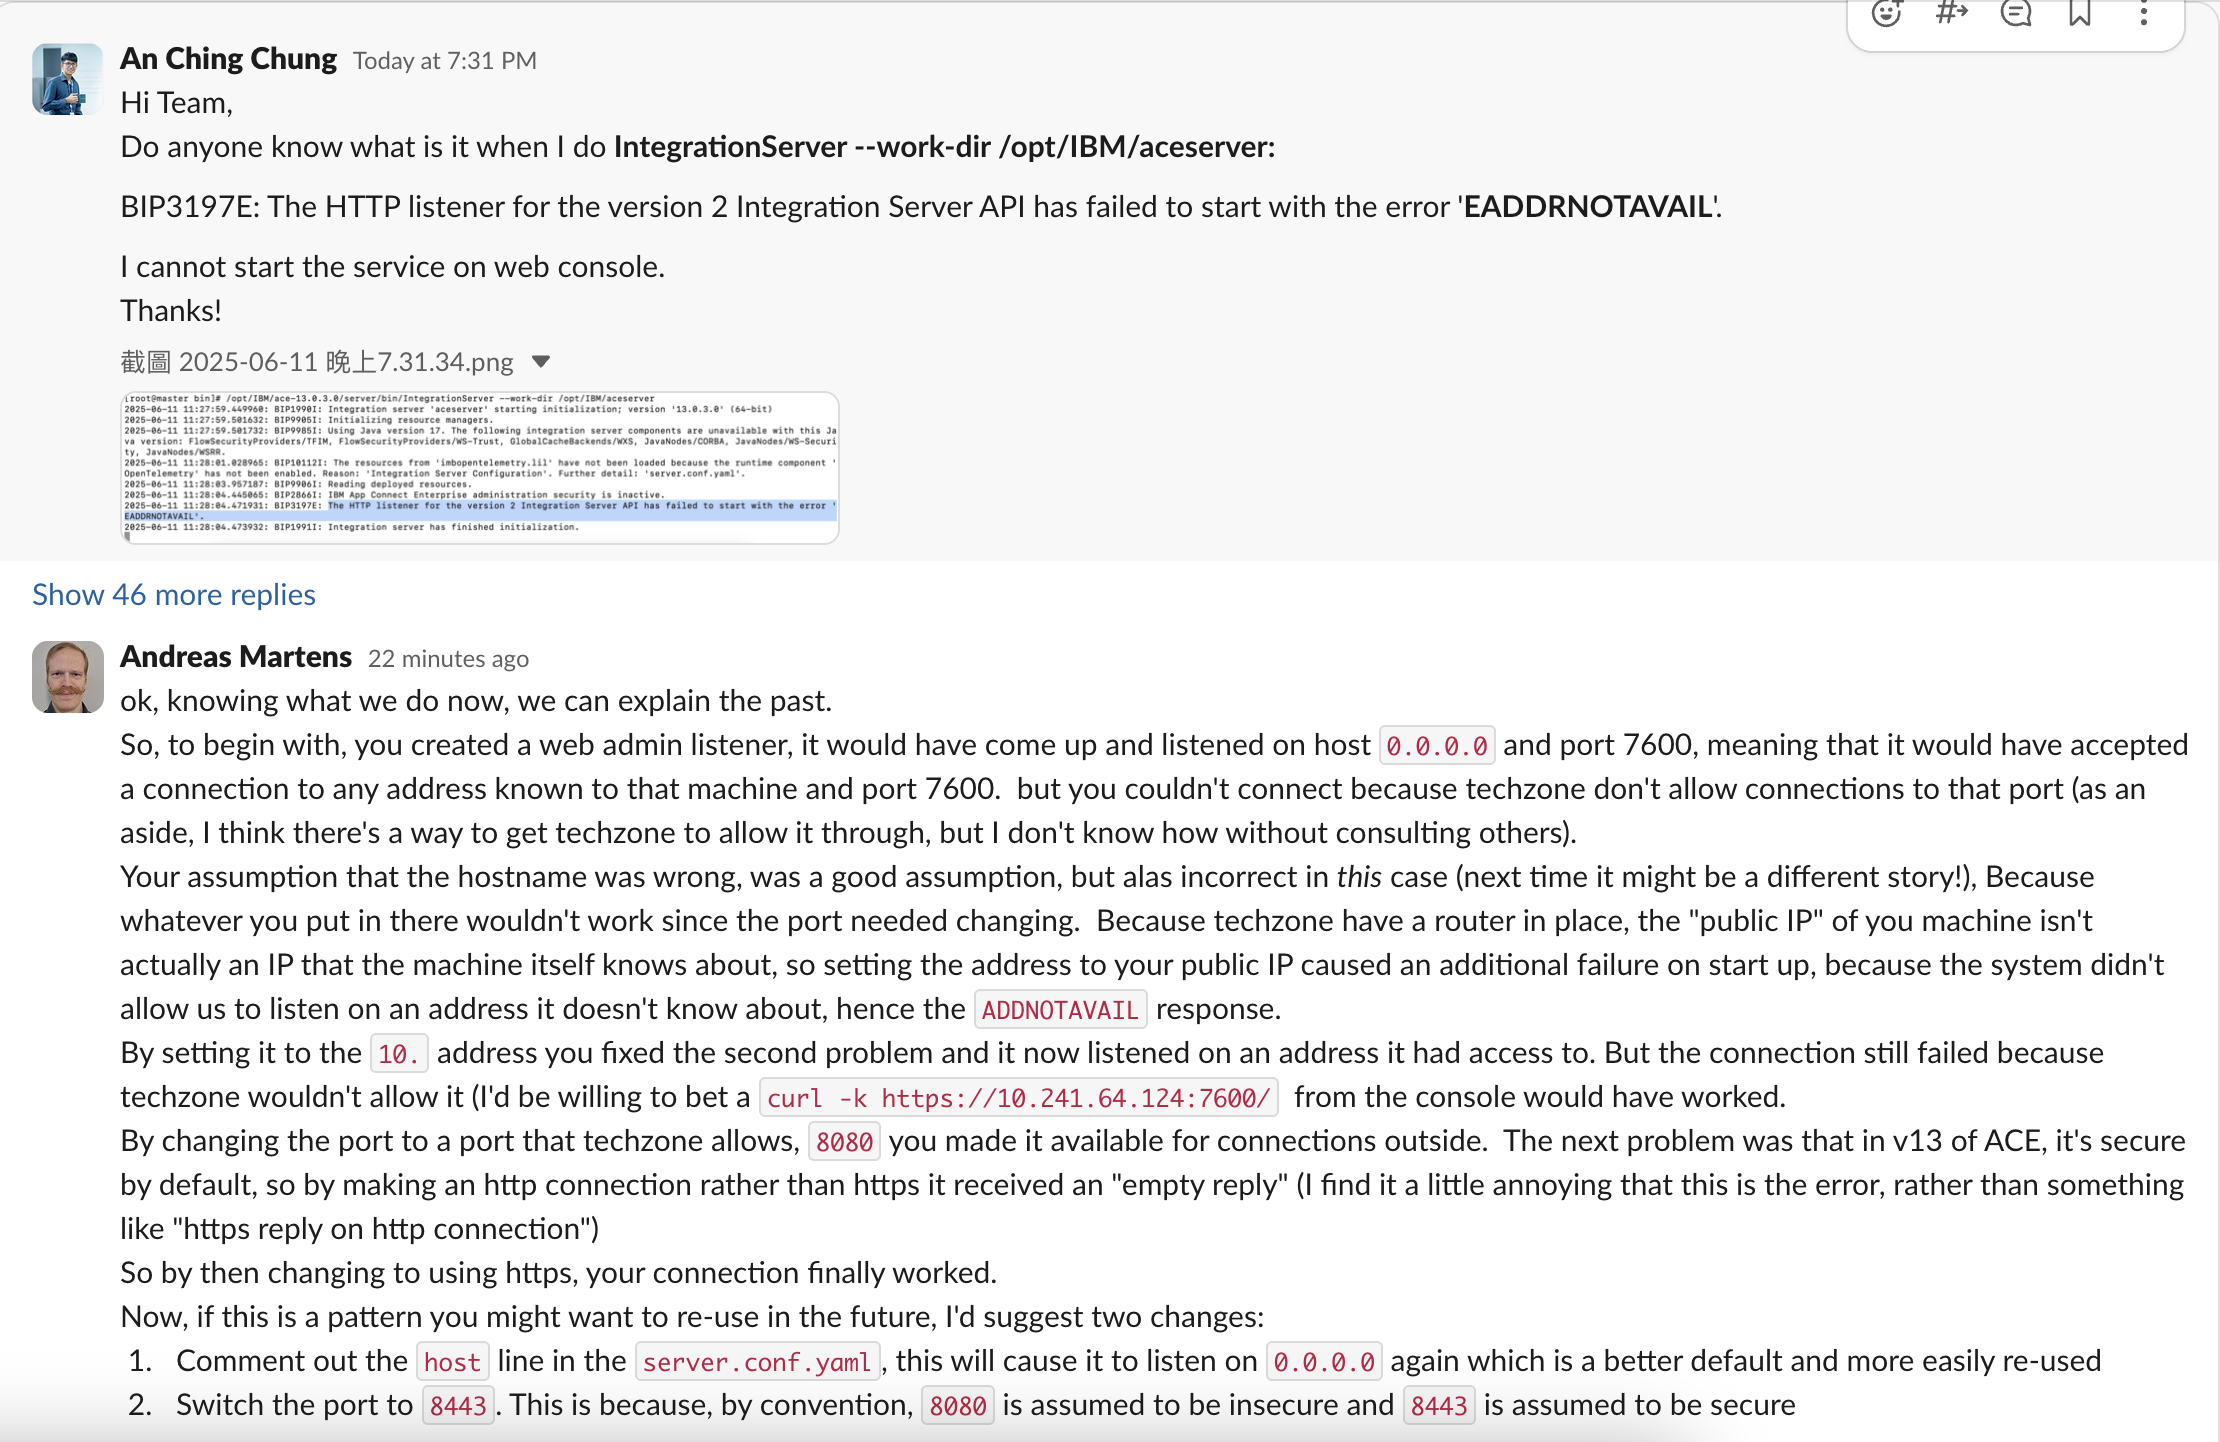 An Ching Chung Today at 7:31 PM
Hi Team,
Do anyone know what is it when I do IntegrationServer --work-dir /opt/IBM/aceserver:
BIP3197E: The HTTP listener for the version 2 Integration Server API has failed to start with the error 'EADDRNOTAVAIL'.
I cannot start the service on web console.
Thanks!
截圖 2025-06-11 晚上7.31.34.png
[root@master bin]# /opt/IBM/ace-13.0.3.0/server/bin/IntegrationServer --work-dir /opt/IBM/aceserver
2025-06-11 11:27:59.449960: BIP1990I: Integration server 'aceserver' starting initialization; version '13.0.3.0' (64-bit)
2025-06-11 11:27:59.501632: BIP9905I: Initializing resource managers.
2025-06-11 11:27:59.501732: BIP9985I: Using Java version 17. The following integration server components are unavailable with this Ja
va version: FlowSecurityProviders/TFIM, FlowSecurityProviders/WS-Trust, GlobalCacheBackends/WXS, JavaNodes/CORBA, JavaNodes/WS-Securi
ty, JavaNodes/WSRR.
2025-06-11 11:28:01.028965: BIP10112I: The resources from 'imbopentelemetry.lil' have not been loaded because the runtime component '
OpenTelemetry' has not been enabled. Reason: 'Integration Server Configuration'. Further detail: 'server.conf.yaml'.
2025-06-11 11:28:03.957187: BIP9906I: Reading deployed resources.
2025-06-11 11:28:04.445065: BIP2866I: IBM App Connect Enterprise administration security is inactive.
2025-06-11 11:28:04.471931: BIP3197E: The HTTP listener for the version 2 Integration Server API has failed to start with the error '
EADDRNOTAVAIL'.
2025-06-11 11:28:04.473932: BIP1991I: Integration server has finished initialization.
Show 46 more replies
Andreas Martens 22 minutes ago
ok, knowing what we do now, we can explain the past.
So, to begin with, you created a web admin listener, it would have come up and listened on host 0.0.0.0 and port 7600, meaning that it would have accepted
a connection to any address known to that machine and port 7600. but you couldn't connect because techzone don't allow connections to that port (as an
aside, I think there's a way to get techzone to allow it through, but I don't know how without consulting others).
Your assumption that the hostname was wrong, was a good assumption, but alas incorrect in this case (next time it might be a different story!), Because
whatever you put in there wouldn't work since the port needed changing. Because techzone have a router in place, the "public IP" of you machine isn't
actually an IP that the machine itself knows about, so setting the address to your public IP caused an additional failure on start up, because the system didn't
allow us to listen on an address it doesn't know about, hence the ADDNOTAVAIL response.
By setting it to the 10. address you fixed the second problem and it now listened on an address it had access to. But the connection still failed because
techzone wouldn't allow it (I'd be willing to bet a curl -k https://10.241.64.124:7600/ from the console would have worked.
By changing the port to a port that techzone allows, 8080 you made it available for connections outside. The next problem was that in v13 of ACE, it's secure
by default, so by making an http connection rather than https it received an "empty reply" (I find it a little annoying that this is the error, rather than something
like "https reply on http connection")
So by then changing to using https, your connection finally worked.
Now, if this is a pattern you might want to re-use in the future, I'd suggest two changes:
1. Comment out the host line in the server.conf.yaml, this will cause it to listen on 0.0.0.0 again which is a better default and more easily re-used
2. Switch the port to 8443. This is because, by convention, 8080 is assumed to be insecure and 8443 is assumed to be secure